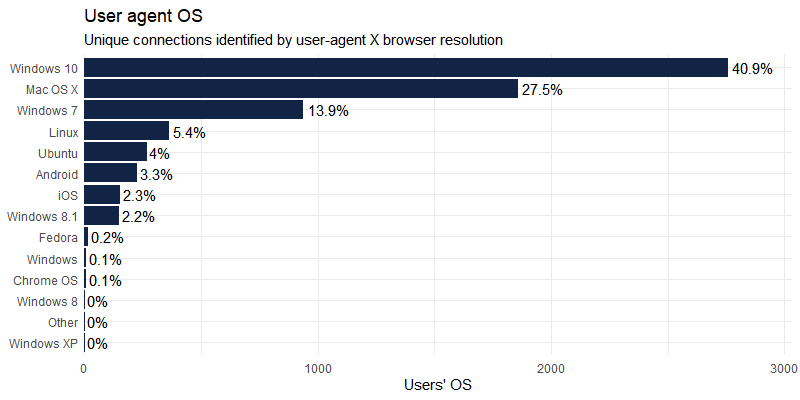 User agent OS
Unique connections identified by user-agent X browser resolution
Windows 10 40.9%
Mac OS X 27.5%
Windows 7 13.9%
Linux 5.4%
Ubuntu 4%
Android 3.3%
iOS 2.3%
Windows 8.1 2.2%
Fedora 0.2%
Windows 0.1%
Chrome OS 0.1%
Windows 8 0%
Other 0%
Windows XP 0%
0 1000 2000 3000
Users' OS